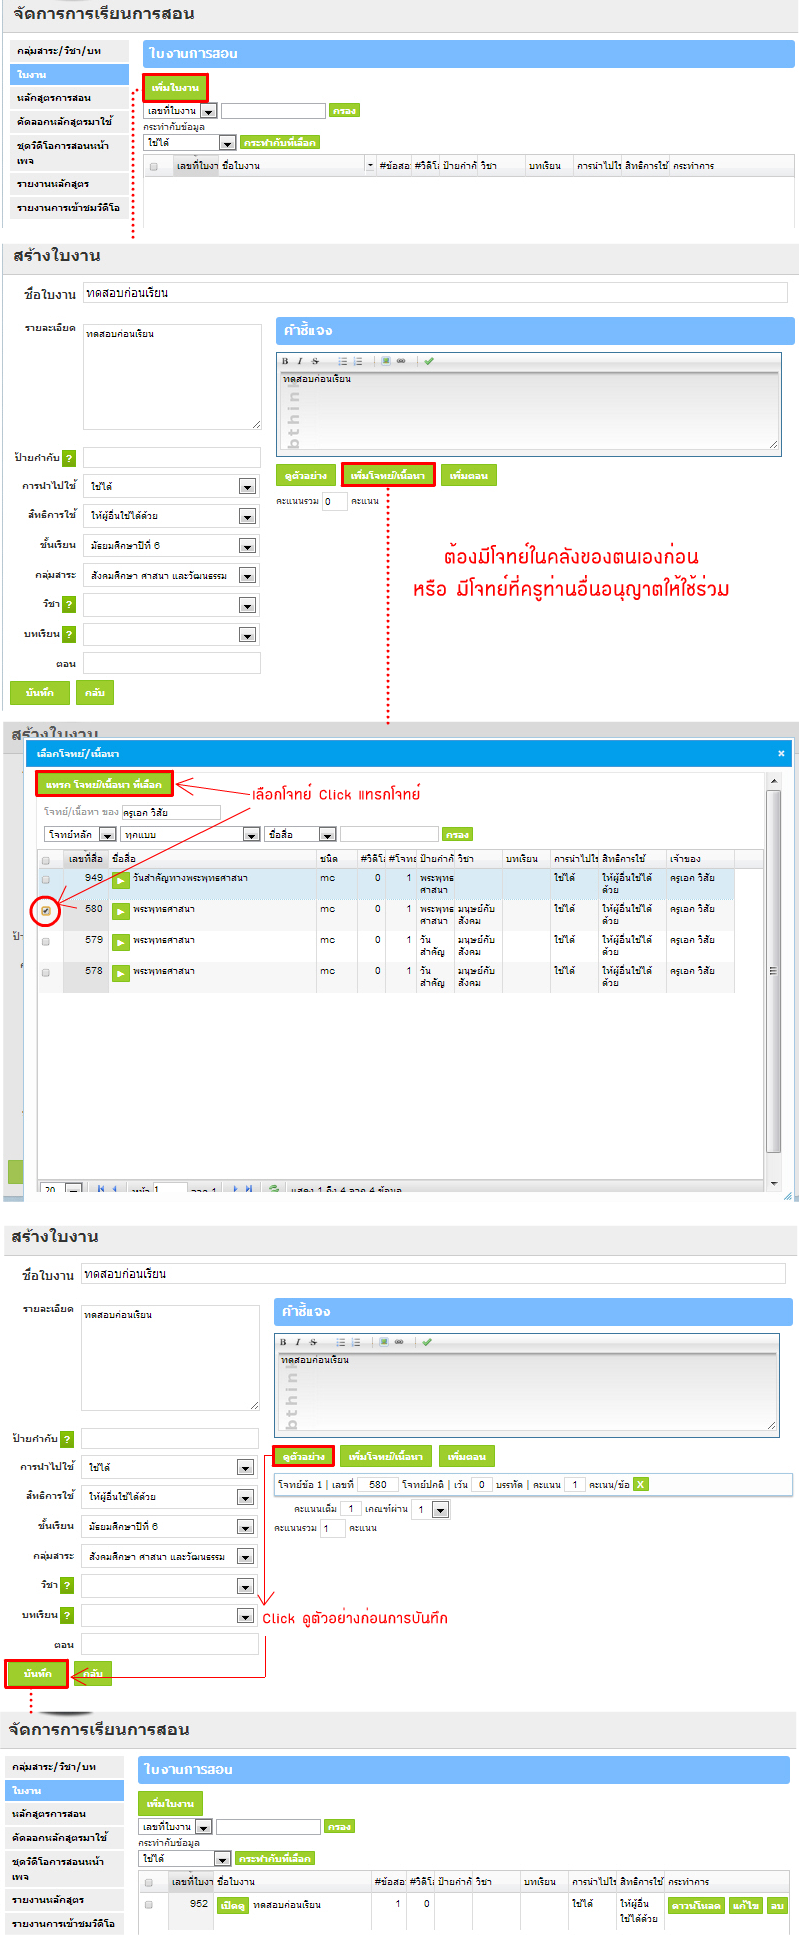 จัดการการเรียนการสอน
กลุ่มสาระ/วิชา/บท
ใบงาน
หลักสูตรการสอน
คัดลอกหลักสูตรมาใช้
ชุดวีดิโอการสอนหน้า
เพจ
รายงานหลักสูตร
รายงานการเข้าชมวีดิโอ
ใบงานการสอน
เพิ่มใบงาน
เลขที่ใบงาน กรอง
กระทำกับข้อมูล
ใช้ได้ กระทำกับที่เลือก
เลขที่ใบงา ชื่อใบงาน #ข้อสอ #วิดีโ ป้ายกำกั วิชา บทเรียน การนำไปใ สิทธิการใช้ กระทำการ
สร้างใบงาน
ชื่อใบงาน ทดสอบก่อนเรียน
รายละเอียด ทดสอบก่อนเรียน
คำชี้แจง
B I S
ทดสอบก่อนเรียน
bthink
ป้ายกำกับ ?
การนำไปใช้ ใช้ได้
สิทธิการใช้ ให้ผู้อื่นใช้ได้ด้วย
ชั้นเรียน มัธยมศึกษาปีที่ 6
กลุ่มสาระ สังคมศึกษา ศาสนา และวัฒนธรรม
วิชา ?
บทเรียน ?
ตอน
บันทึก กลับ
ดูตัวอย่าง เพิ่มโจทย์/เนื้อหา เพิ่มตอน
คะแนนรวม 0 คะแนน
ต้องมีโจทย์ในคลังของตนเองก่อน
หรือ มีโจทย์ที่ครูท่านอื่นอนุญาตให้ใช้ร่วม
สร้างใบงาน
เลือกโจทย์/เนื้อหา ×
แทรก โจทย์/เนื้อหา ที่เลือก
เลือกโจทย์ Click แทรกโจทย์
โจทย์/เนื้อหา ของ ครูเอก วิสัย
โจทย์หลัก ทุกแบบ ชื่อสื่อ กรอง
เลขที่สื่อ ชื่อสื่อ ชนิด #วิดีโ #โจทย ป้ายกำกั วิชา บทเรียน การนำไปใ สิทธิการใช้ เจ้าของ
949 วันสำคัญทางพระพุทธศาสนา mc 0 1 พระพุทธ ใช้ได้ ให้ผู้อื่นใช้ได้ ครูเอก วิสัย
ศาสนา ด้วย
580 พระพุทธศาสนา mc 0 1 พระพุทธ มนุษย์กับ ใช้ได้ ให้ผู้อื่นใช้ได้ ครูเอก วิสัย
ศาสนา สังคม ด้วย
579 พระพุทธศาสนา mc 0 1 วัน มนุษย์กับ ใช้ได้ ให้ผู้อื่นใช้ได้ ครูเอก วิสัย
สำคัญ สังคม ด้วย
578 พระพุทธศาสนา mc 0 1 วัน มนุษย์กับ ใช้ได้ ให้ผู้อื่นใช้ได้ ครูเอก วิสัย
สำคัญ สังคม ด้วย
20 หน้า 1 จาก 1 แสดง 1 ถึง 4 จาก 4 ข้อมูล
สร้างใบงาน
ชื่อใบงาน ทดสอบก่อนเรียน
รายละเอียด ทดสอบก่อนเรียน
คำชี้แจง
B I S
ทดสอบก่อนเรียน
bthink
ป้ายกำกับ ?
การนำไปใช้ ใช้ได้
สิทธิการใช้ ให้ผู้อื่นใช้ได้ด้วย
ชั้นเรียน มัธยมศึกษาปีที่ 6
กลุ่มสาระ สังคมศึกษา ศาสนา และวัฒนธรรม
วิชา ?
บทเรียน ?
ตอน
บันทึก กลับ
ดูตัวอย่าง เพิ่มโจทย์/เนื้อหา เพิ่มตอน
โจทย์ข้อ 1 | เลขที่ 580 โจทย์ปกติ | เว้น 0 บรรทัด | คะแนน 1 คะแนน/ข้อ X
คะแนนเต็ม 1 เกณฑ์ผ่าน 1
คะแนนรวม 1 คะแนน
Click ดูตัวอย่างก่อนการบันทึก
จัดการการเรียนการสอน
กลุ่มสาระ/วิชา/บท
ใบงาน
หลักสูตรการสอน
คัดลอกหลักสูตรมาใช้
ชุดวีดิโอการสอนหน้า
เพจ
รายงานหลักสูตร
รายงานการเข้าชมวีดิโอ
ใบงานการสอน
เพิ่มใบงาน
เลขที่ใบงาน กรอง
กระทำกับข้อมูล
ใช้ได้ กระทำกับที่เลือก
เลขที่ใบงา ชื่อใบงาน #ข้อสอ #วิดีโ ป้ายกำกั วิชา บทเรียน การนำไปใ สิทธิการใช้ กระทำการ
952 เปิดดู ทดสอบก่อนเรียน 1 0 ใช้ได้ ให้ผู้อื่น ดาวน์โหลด แก้ไข ลบ
ใช้ได้ด้วย